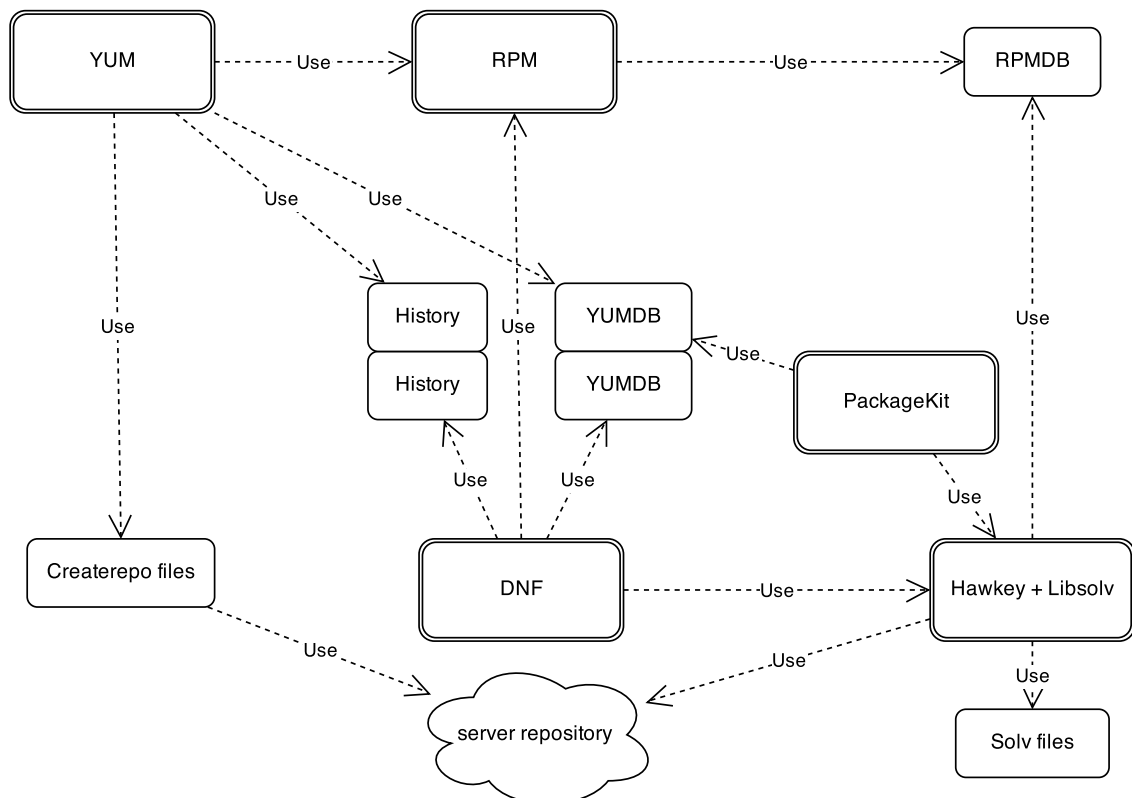 YUM
Use
RPM
Use
RPMDB
Use
Use
History
Use
Use
YUMDB
Use
Use
History
YUMDB
PackageKit
Use
Use
Use
Createrepo files
DNF
Use
Hawkey + Libsolv
Use
Use
Use
server repository
Solv files